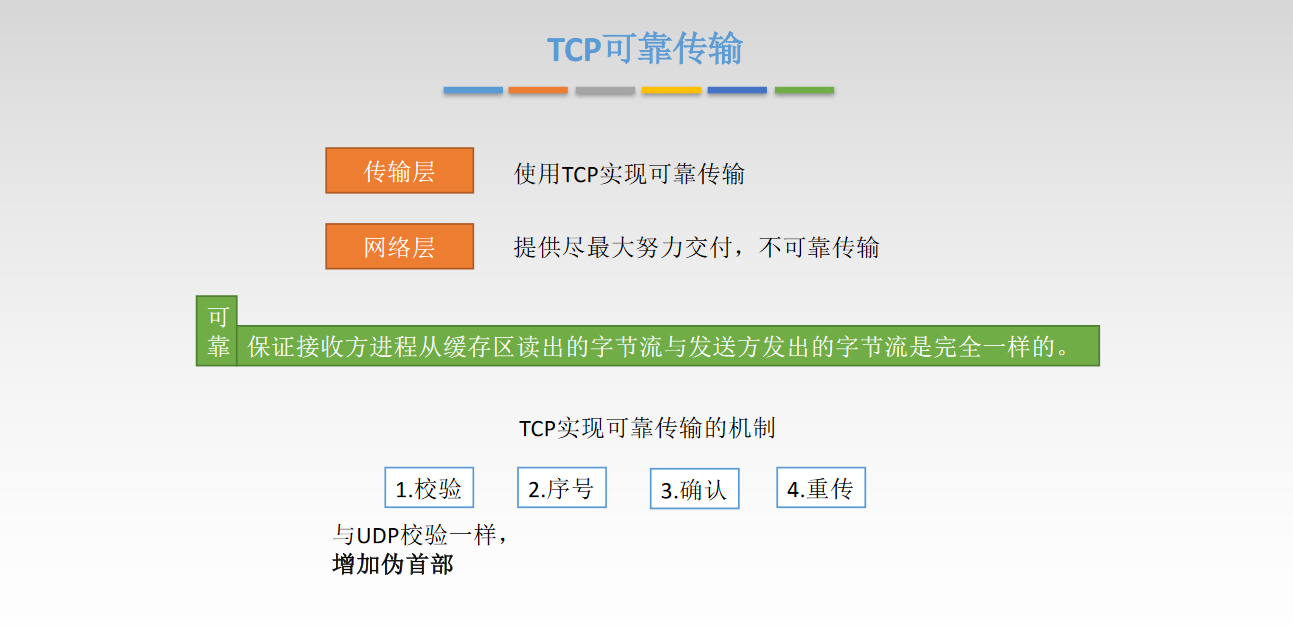 TCP可靠传输
传输层
使用TCP实现可靠传输
网络层
提供尽最大努力交付，不可靠传输
可
靠
保证接收方进程从缓存区读出的字节流与发送方发出的字节流是完全一样的。
TCP实现可靠传输的机制
1.校验
2.序号
3.确认
4.重传
与UDP校验一样，
增加伪首部